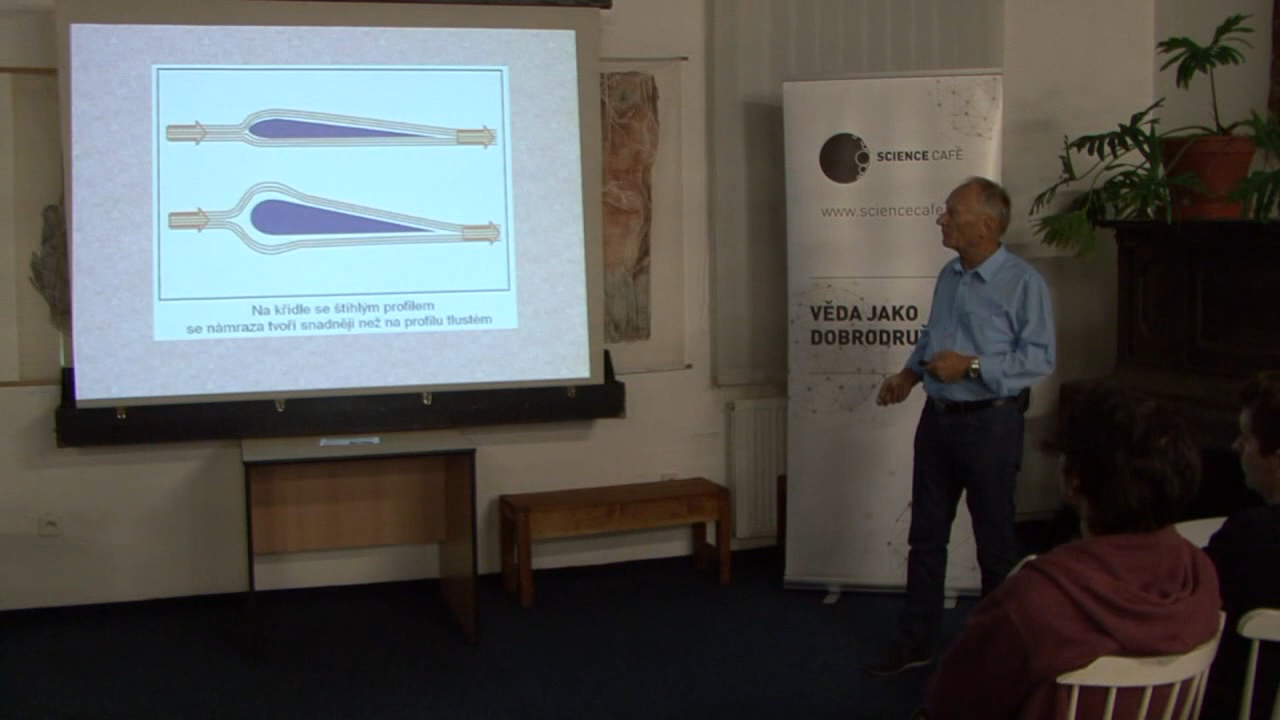 Na křídle se štíhlým profilem
se námraza tvoří snadněji než na profilu tlustém
SCIENCE CAFÉ
www.sciencecafe
VĚDA JAKO
DOBRODRUŽ